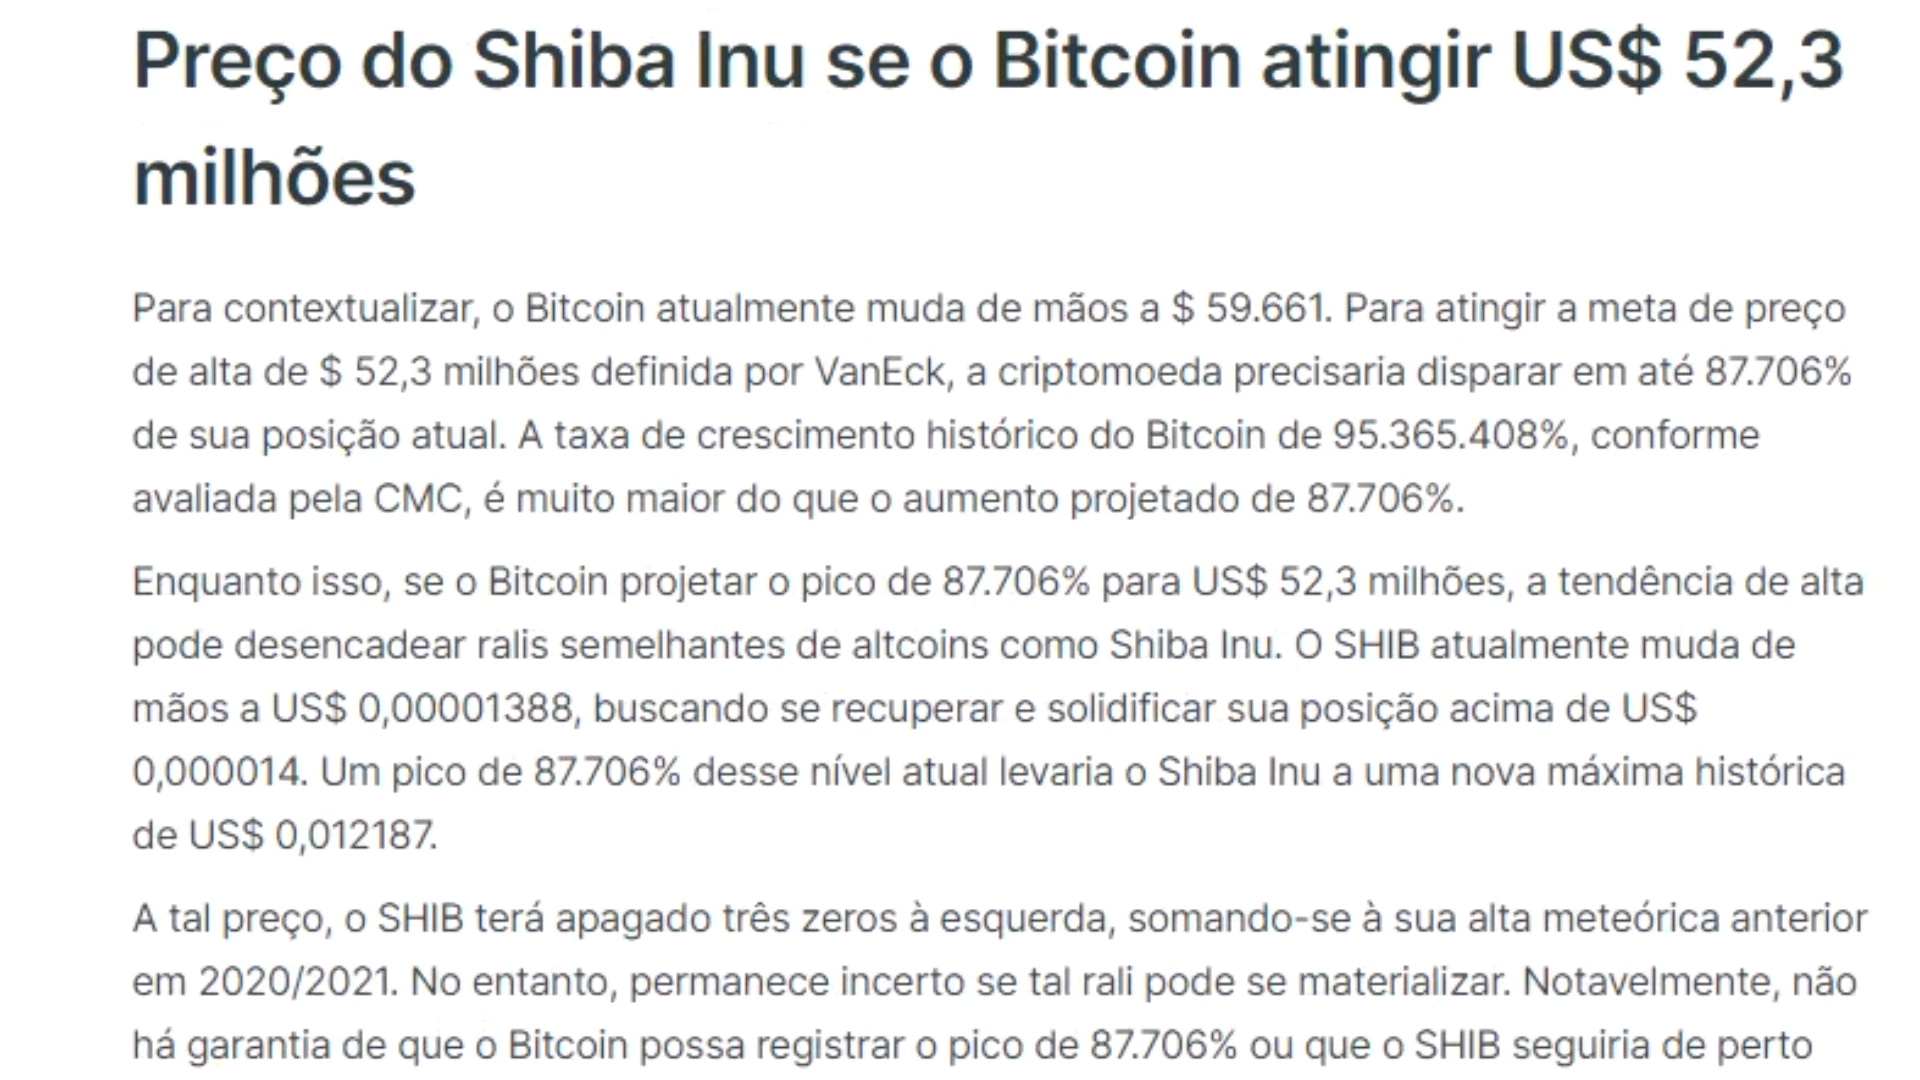 Preço do Shiba Inu se o Bitcoin atingir US$ 52,3
milhões
Para contextualizar, o Bitcoin atualmente muda de mãos a $ 59.661. Para atingir a meta de preço
de alta de $ 52,3 milhões definida por VanEck, a criptomoeda precisaria disparar em até 87.706%
de sua posição atual. A taxa de crescimento histórico do Bitcoin de 95.365.408%, conforme
avaliada pela CMC, é muito maior do que o aumento projetado de 87.706%.
Enquanto isso, se o Bitcoin projetar o pico de 87.706% para US$ 52,3 milhões, a tendência de alta
pode desencadear ralis semelhantes de altcoins como Shiba Inu. O SHIB atualmente muda de
mãos a US$ 0,00001388, buscando se recuperar e solidificar sua posição acima de US$
0,000014. Um pico de 87.706% desse nível atual levaria o Shiba Inu a uma nova máxima histórica
de US$ 0,012187.
A tal preço, o SHIB terá apagado três zeros à esquerda, somando-se à sua alta meteórica anterior
em 2020/2021. No entanto, permanece incerto se tal rali pode se materializar. Notavelmente, não
há garantia de que o Bitcoin possa registrar o pico de 87.706% ou que o SHIB seguiria de perto